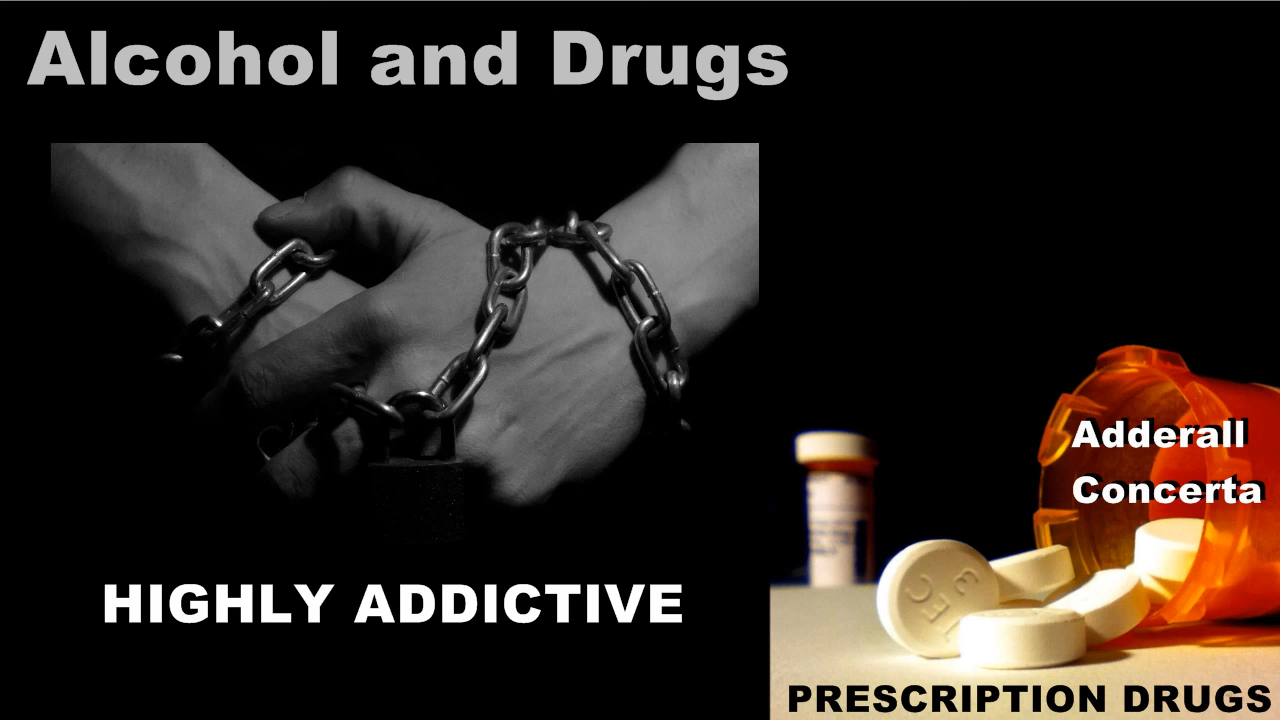 Alcohol and Drugs
HIGHLY ADDICTIVE
Adderall
Concerta
PRESCRIPTION DRUGS